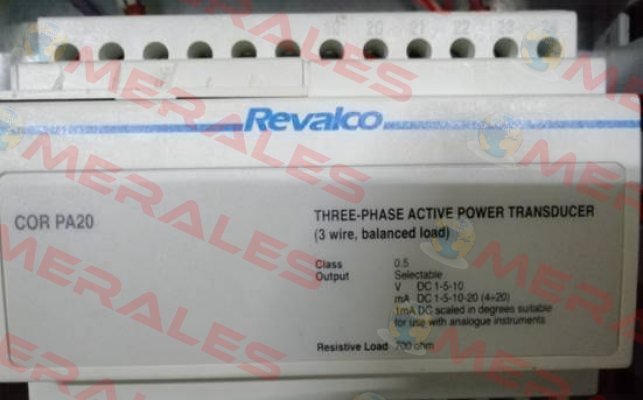 19 20 21 22 23 24
Revalco
COR PA20
THREE-PHASE ACTIVE POWER TRANSDUCER
(3 wire, balanced load)
Class 0.5
Output Selectable
V DC 1-5-10
mA DC 1-5-10-20 (4÷20)
1mA DC scaled in degrees suitable
for use with analogue instruments
Resistive Load 700 ohm
MERALES
MERALES
MERALES
MERALES
MERALES